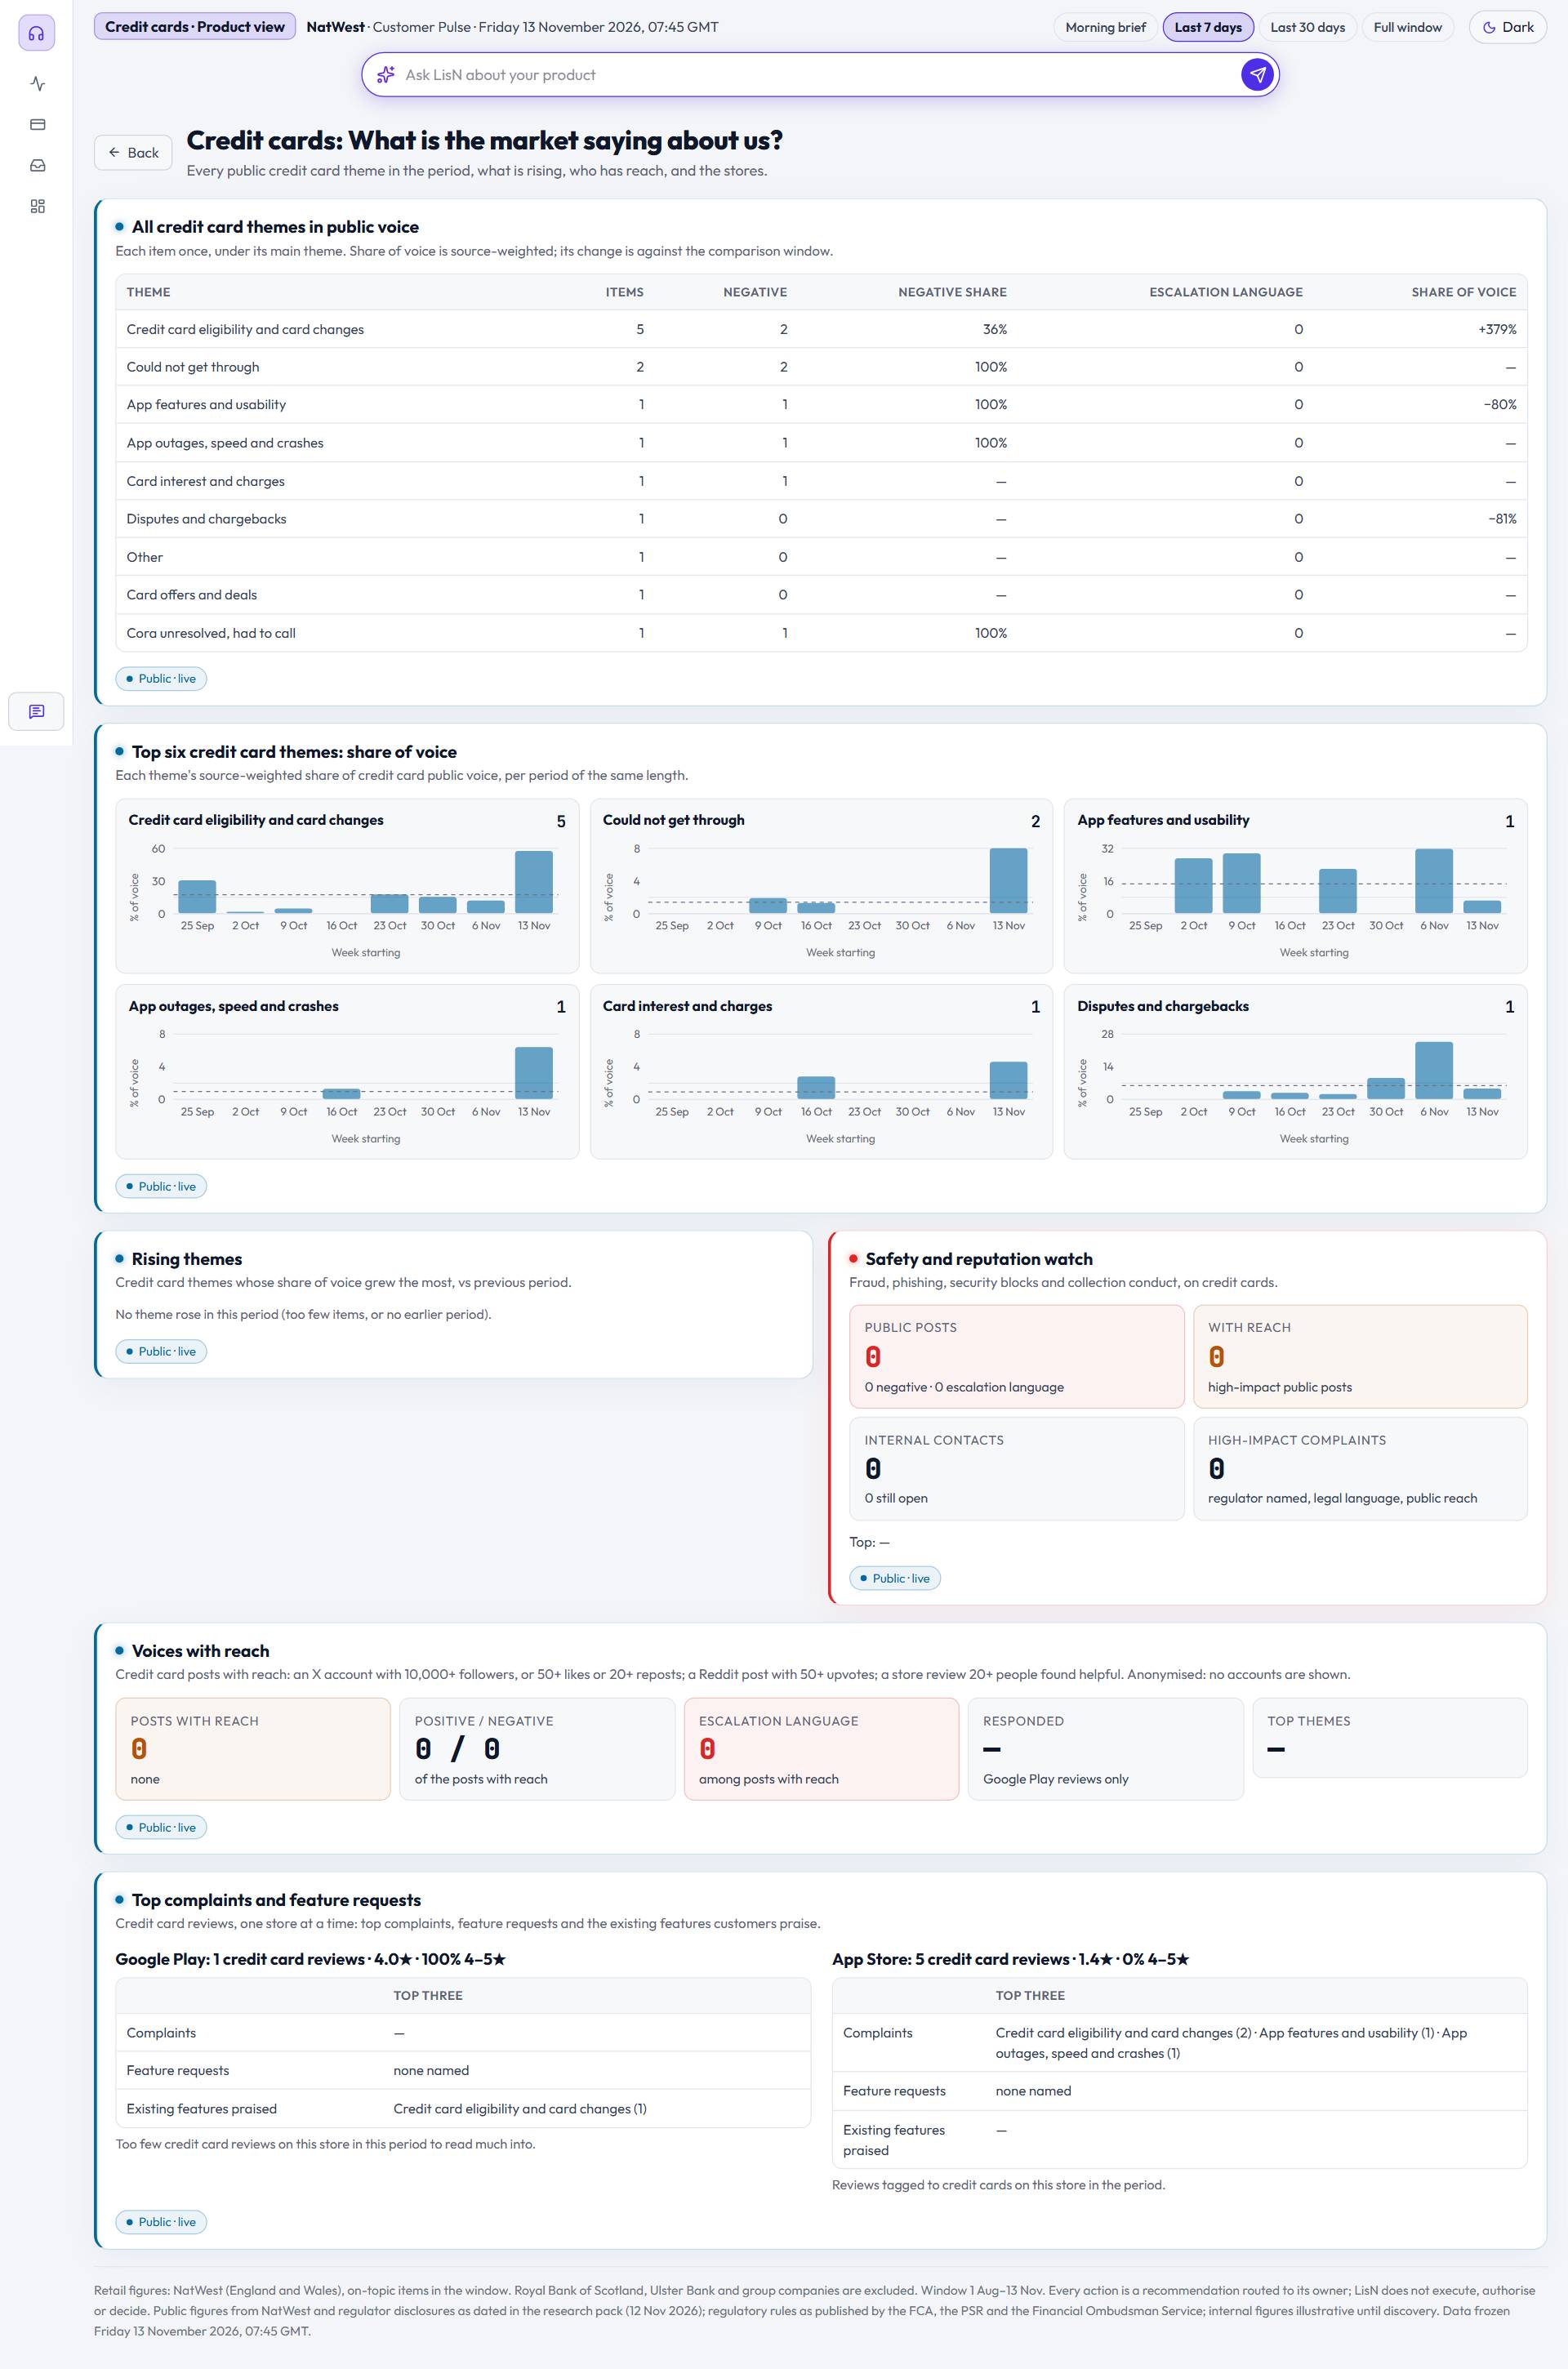 Credit cards · Product view
NatWest · Customer Pulse · Friday 13 November 2026, 07:45 GMT
Morning brief
Last 7 days
Last 30 days
Full window
Dark
Ask LisN about your product
Back
Credit cards: What is the market saying about us?
Every public credit card theme in the period, what is rising, who has reach, and the stores.
All credit card themes in public voice
Each item once, under its main theme. Share of voice is source-weighted; its change is against the comparison window.
THEME ITEMS NEGATIVE NEGATIVE SHARE ESCALATION LANGUAGE SHARE OF VOICE
Credit card eligibility and card changes 5 2 36% 0 +379%
Could not get through 2 2 100% 0 —
App features and usability 1 1 100% 0 −80%
App outages, speed and crashes 1 1 100% 0 —
Card interest and charges 1 1 — 0 —
Disputes and chargebacks 1 0 — 0 −81%
Other 1 0 — 0 —
Card offers and deals 1 0 — 0 —
Cora unresolved, had to call 1 1 100% 0 —
Public · live
Top six credit card themes: share of voice
Each theme's source-weighted share of credit card public voice, per period of the same length.
Credit card eligibility and card changes 5
% of voice
60
30
0
25 Sep 2 Oct 9 Oct 16 Oct 23 Oct 30 Oct 6 Nov 13 Nov
Week starting
Could not get through 2
% of voice
8
4
0
25 Sep 2 Oct 9 Oct 16 Oct 23 Oct 30 Oct 6 Nov 13 Nov
Week starting
App features and usability 1
% of voice
32
16
0
25 Sep 2 Oct 9 Oct 16 Oct 23 Oct 30 Oct 6 Nov 13 Nov
Week starting
App outages, speed and crashes 1
% of voice
8
4
0
25 Sep 2 Oct 9 Oct 16 Oct 23 Oct 30 Oct 6 Nov 13 Nov
Week starting
Card interest and charges 1
% of voice
8
4
0
25 Sep 2 Oct 9 Oct 16 Oct 23 Oct 30 Oct 6 Nov 13 Nov
Week starting
Disputes and chargebacks 1
% of voice
28
14
0
25 Sep 2 Oct 9 Oct 16 Oct 23 Oct 30 Oct 6 Nov 13 Nov
Week starting
Public · live
Rising themes
Credit card themes whose share of voice grew the most, vs previous period.
No theme rose in this period (too few items, or no earlier period).
Public · live
Safety and reputation watch
Fraud, phishing, security blocks and collection conduct, on credit cards.
PUBLIC POSTS
0
0 negative · 0 escalation language
WITH REACH
0
high-impact public posts
INTERNAL CONTACTS
0
0 still open
HIGH-IMPACT COMPLAINTS
0
regulator named, legal language, public reach
Top: —
Public · live
Voices with reach
Credit card posts with reach: an X account with 10,000+ followers, or 50+ likes or 20+ reposts; a Reddit post with 50+ upvotes; a store review 20+ people found helpful. Anonymised: no accounts are shown.
POSTS WITH REACH
0
none
POSITIVE / NEGATIVE
0 / 0
of the posts with reach
ESCALATION LANGUAGE
0
among posts with reach
RESPONDED
—
Google Play reviews only
TOP THEMES
—
Public · live
Top complaints and feature requests
Credit card reviews, one store at a time: top complaints, feature requests and the existing features customers praise.
Google Play: 1 credit card reviews · 4.0★ · 100% 4–5★
TOP THREE
Complaints —
Feature requests none named
Existing features praised Credit card eligibility and card changes (1)
Too few credit card reviews on this store in this period to read much into.
App Store: 5 credit card reviews · 1.4★ · 0% 4–5★
TOP THREE
Complaints Credit card eligibility and card changes (2) · App features and usability (1) · App
outages, speed and crashes (1)
Feature requests none named
Existing features —
praised
Reviews tagged to credit cards on this store in the period.
Public · live
Retail figures: NatWest (England and Wales), on-topic items in the window. Royal Bank of Scotland, Ulster Bank and group companies are excluded. Window 1 Aug–13 Nov. Every action is a recommendation routed to its owner; LisN does not execute, authorise
or decide. Public figures from NatWest and regulator disclosures as dated in the research pack (12 Nov 2026); regulatory rules as published by the FCA, the PSR and the Financial Ombudsman Service; internal figures illustrative until discovery. Data frozen
Friday 13 November 2026, 07:45 GMT.